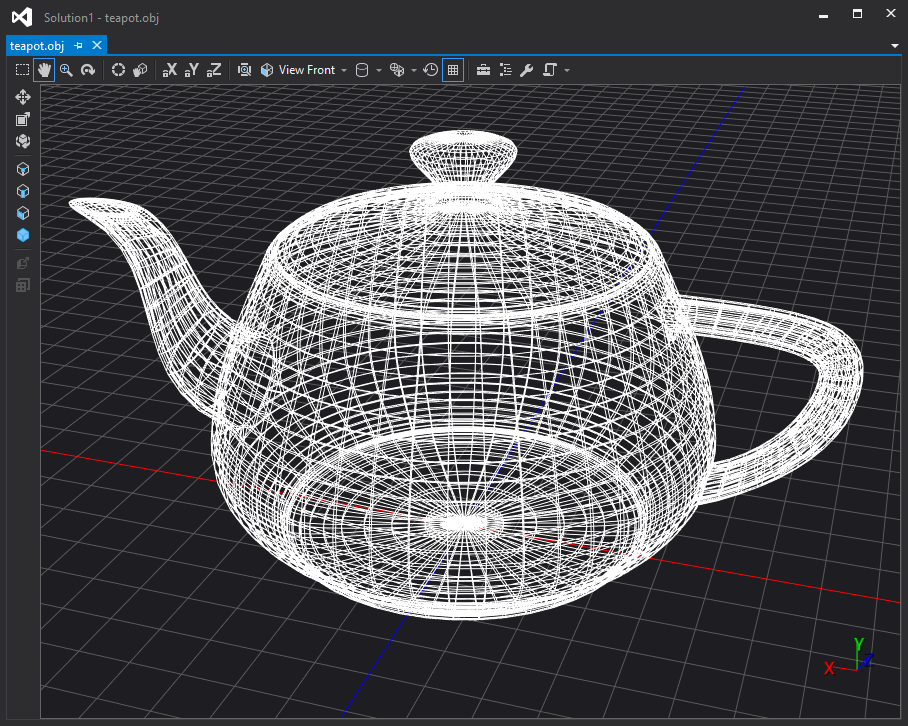 Solution1 - teapot.obj
teapot.obj
X Y Z View Front
Y
X Z